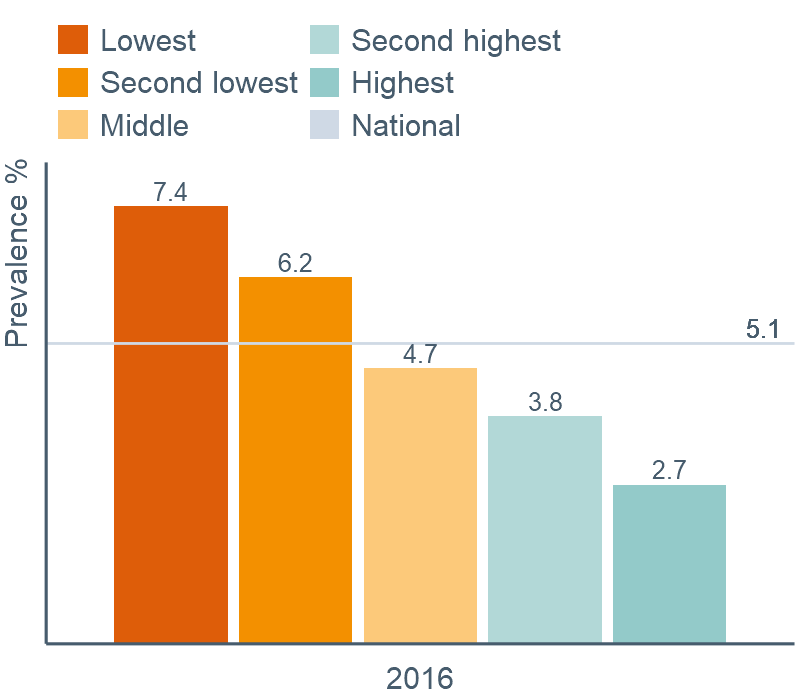 Lowest
Second lowest
Middle
Second highest
Highest
National
Prevalence %
7.4
6.2
4.7
3.8
2.7
5.1
2016